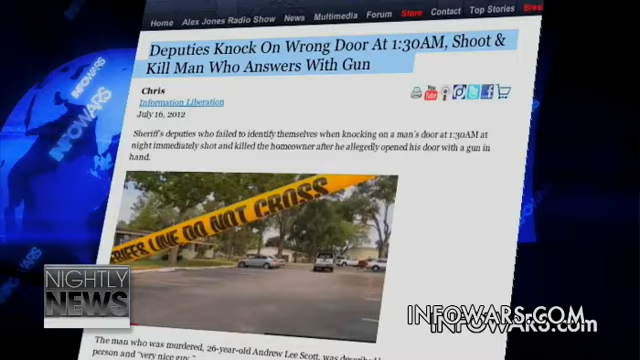 Home Alex Jones Radio Show News Multimedia Forum Store Contact Top Stories
Deputies Knock On Wrong Door At 1:30AM, Shoot &
Kill Man Who Answers With Gun
Chris
Information Liberation
July 16, 2012
Sheriff's deputies who failed to identify themselves when knocking on a man's door at 1:30AM at
night immediately shot and killed the homeowner after he allegedly opened his door with a gun in
hand.
INFOWARS
SHERIFFS LINE DO NOT CROSS
NIGHTLY
NEWS
INFOWARS.COM
INFOWARS.com
The man who was murdered, 26-year-old Andrew Lee Scott, was described
person and "very nice guy."